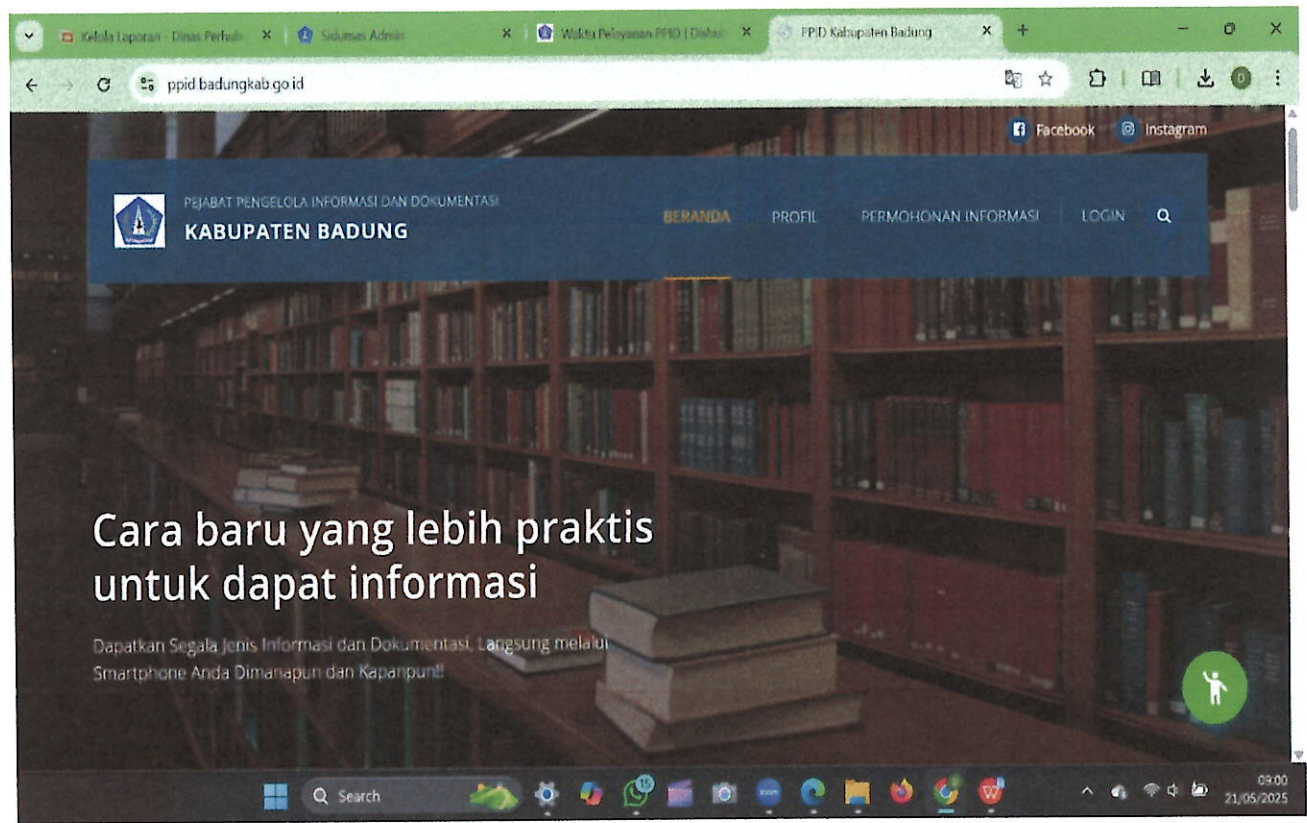 Kelola Laporan - Dinas Perhub
Sidumas Admin
Waktu Pelayanan PPID | Dishub
PPID Kabupaten Badung
ppid.badungkab.go.id
Facebook
Instagram
PEJABAT PENGELOLA INFORMASI DAN DOKUMENTASI
KABUPATEN BADUNG
BERANDA
PROFIL
PERMOHONAN INFORMASI
LOGIN
Cara baru yang lebih praktis
untuk dapat informasi
Dapatkan Segala Jenis Informasi dan Dokumentasi, Langsung melalui
Smartphone Anda Dimanapun dan Kapanpun!!
Search
15
zoom
09:00
21/05/2025